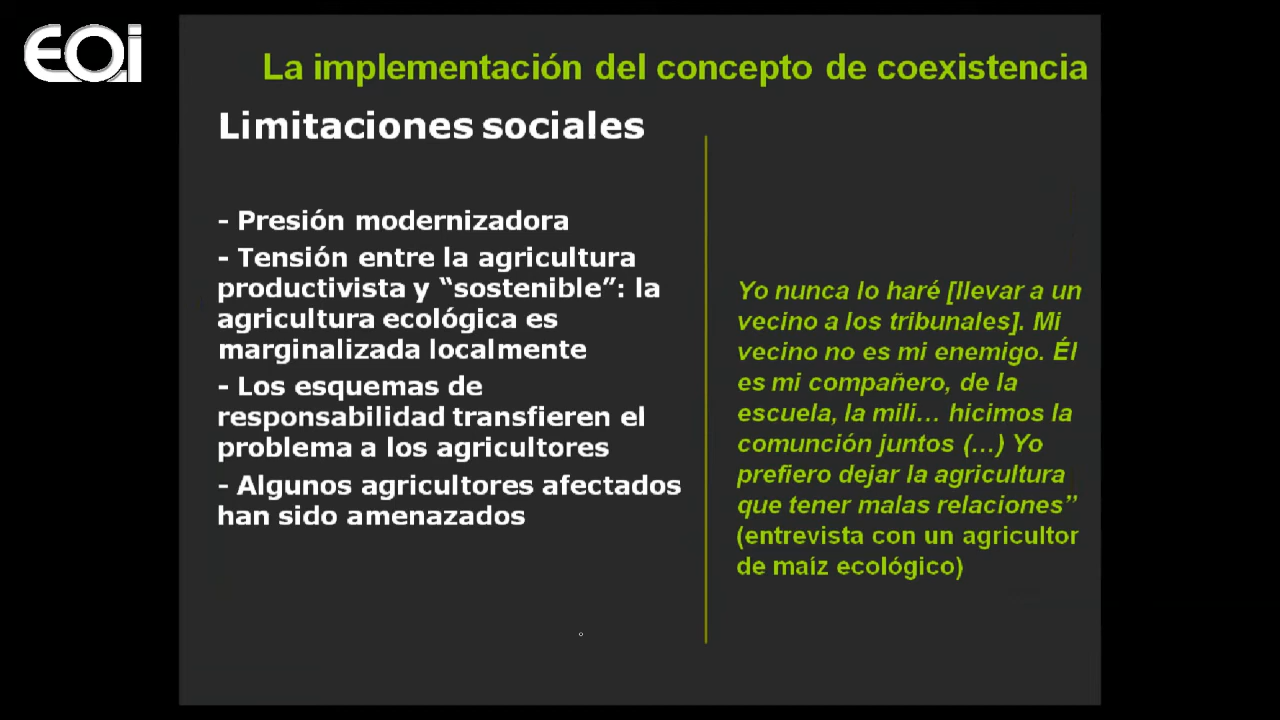 EOi
La implementación del concepto de coexistencia
Limitaciones sociales
- Presión modernizadora
- Tensión entre la agricultura
productivista y “sostenible”: la
agricultura ecológica es
marginalizada localmente
- Los esquemas de
responsabilidad transfieren el
problema a los agricultores
- Algunos agricultores afectados
han sido amenazados
Yo nunca lo haré [llevar a un
vecino a los tribunales]. Mi
vecino no es mi enemigo. Él
es mi compañero, de la
escuela, la mili… hicimos la
comunción juntos (…) Yo
prefiero dejar la agricultura
que tener malas relaciones”
(entrevista con un agricultor
de maíz ecológico)